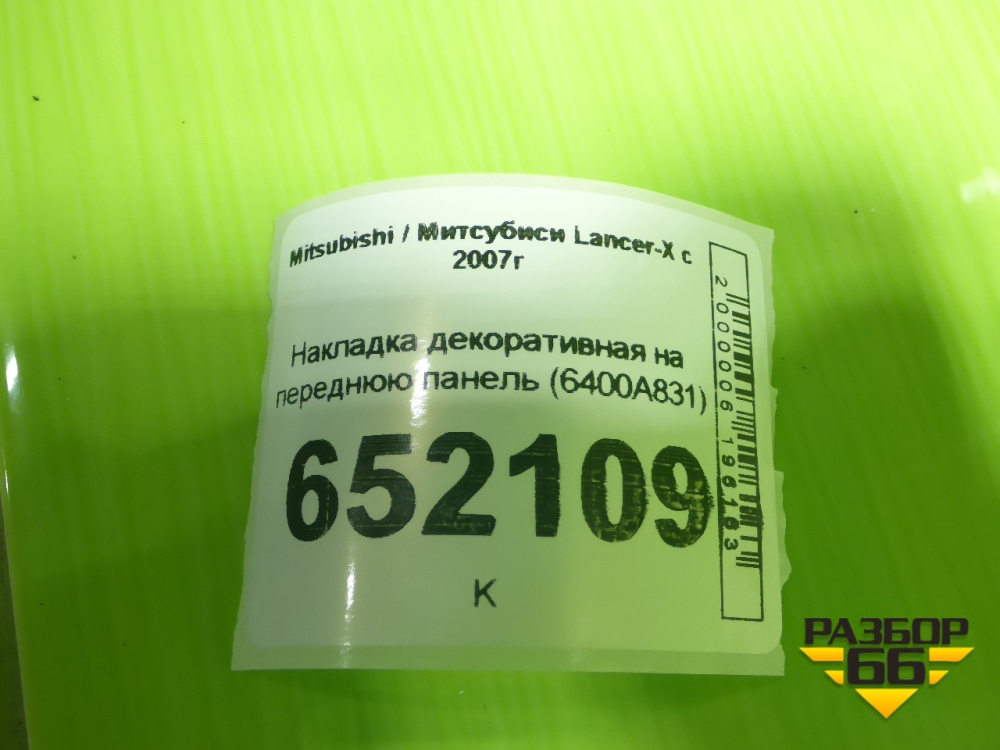 Mitsubishi / Митсубиси Lancer-X с
2007г
Накладка декоративная на
переднюю панель (6400A831)
652109
К
2000006196163
РАЗБОР
66